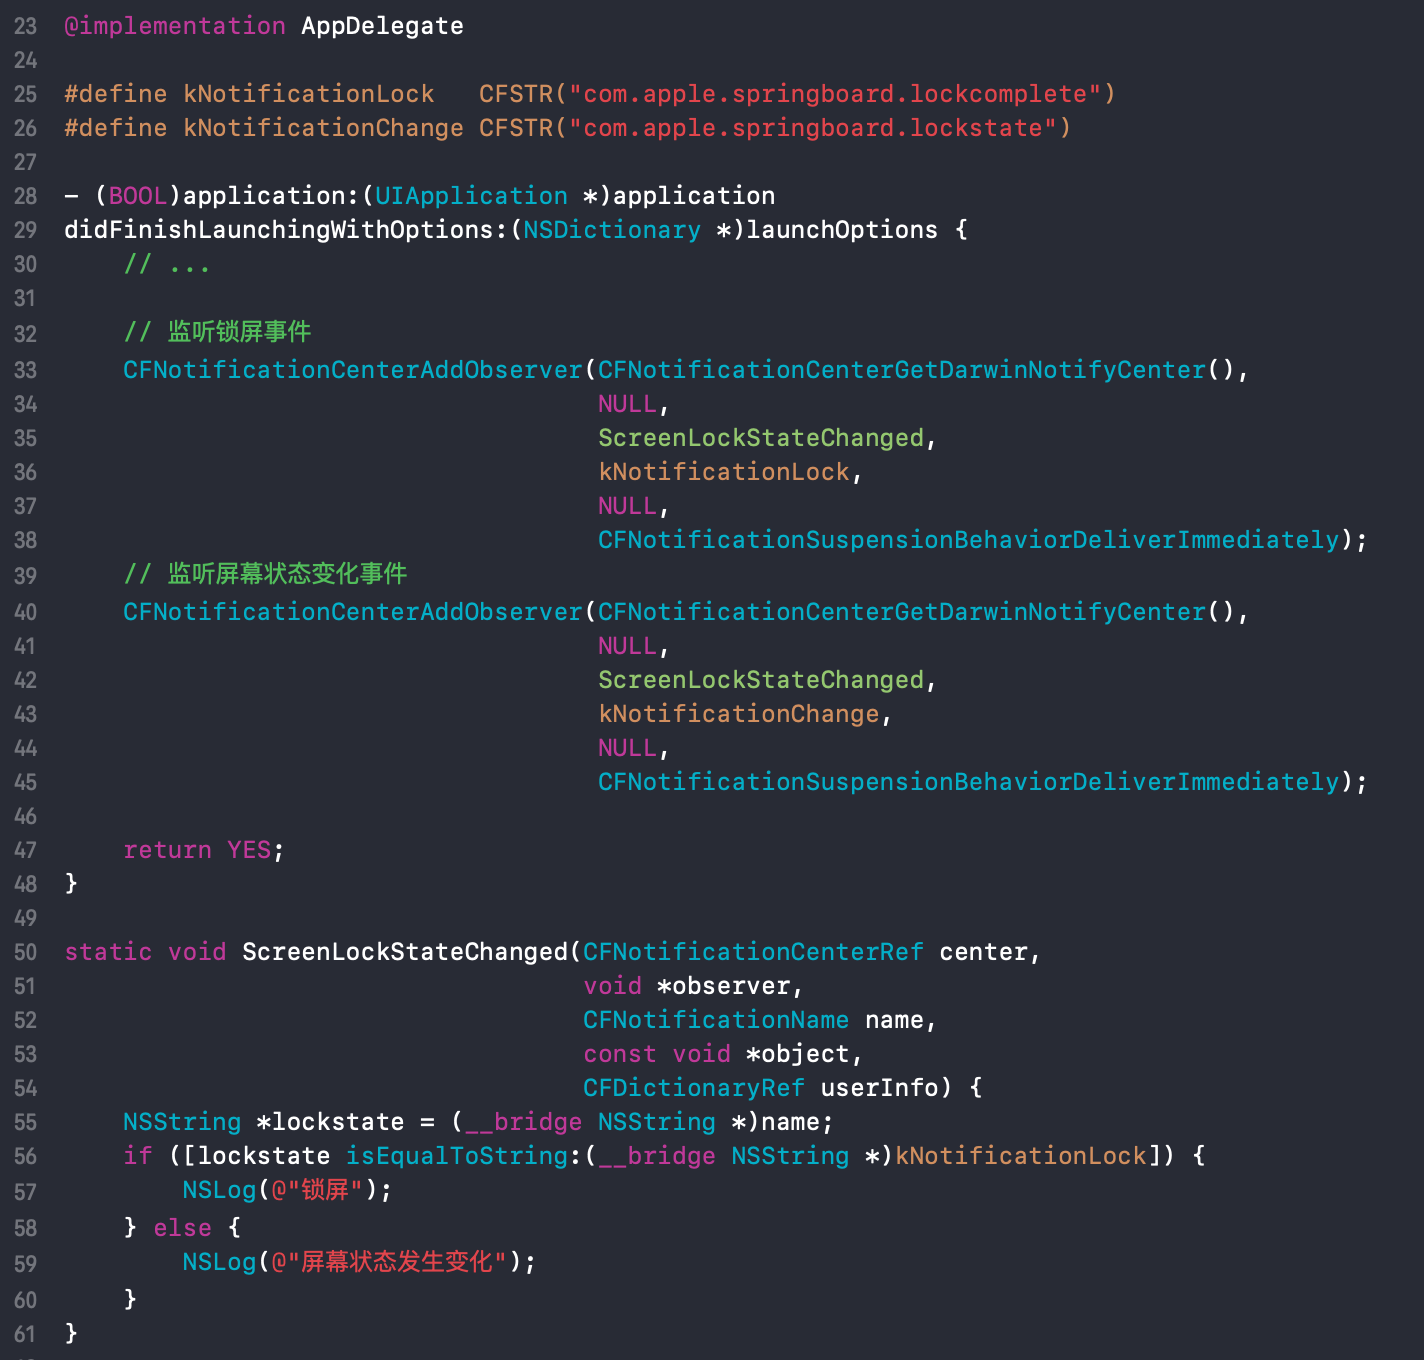 23 @implementation AppDelegate
24
25 #define kNotificationLock   CFSTR("com.apple.springboard.lockcomplete")
26 #define kNotificationChange CFSTR("com.apple.springboard.lockstate")
27
28 - (BOOL)application:(UIApplication *)application
29 didFinishLaunchingWithOptions:(NSDictionary *)launchOptions {
30     // ...
31
32     // 监听锁屏事件
33     CFNotificationCenterAddObserver(CFNotificationCenterGetDarwinNotifyCenter(),
34                                     NULL,
35                                     ScreenLockStateChanged,
36                                     kNotificationLock,
37                                     NULL,
38                                     CFNotificationSuspensionBehaviorDeliverImmediately);
39     // 监听屏幕状态变化事件
40     CFNotificationCenterAddObserver(CFNotificationCenterGetDarwinNotifyCenter(),
41                                     NULL,
42                                     ScreenLockStateChanged,
43                                     kNotificationChange,
44                                     NULL,
45                                     CFNotificationSuspensionBehaviorDeliverImmediately);
46
47     return YES;
48 }
49
50 static void ScreenLockStateChanged(CFNotificationCenterRef center,
51                                    void *observer,
52                                    CFNotificationName name,
53                                    const void *object,
54                                    CFDictionaryRef userInfo) {
55     NSString *lockstate = (__bridge NSString *)name;
56     if ([lockstate isEqualToString:(__bridge NSString *)kNotificationLock]) {
57         NSLog(@"锁屏");
58     } else {
59         NSLog(@"屏幕状态发生变化");
60     }
61 }